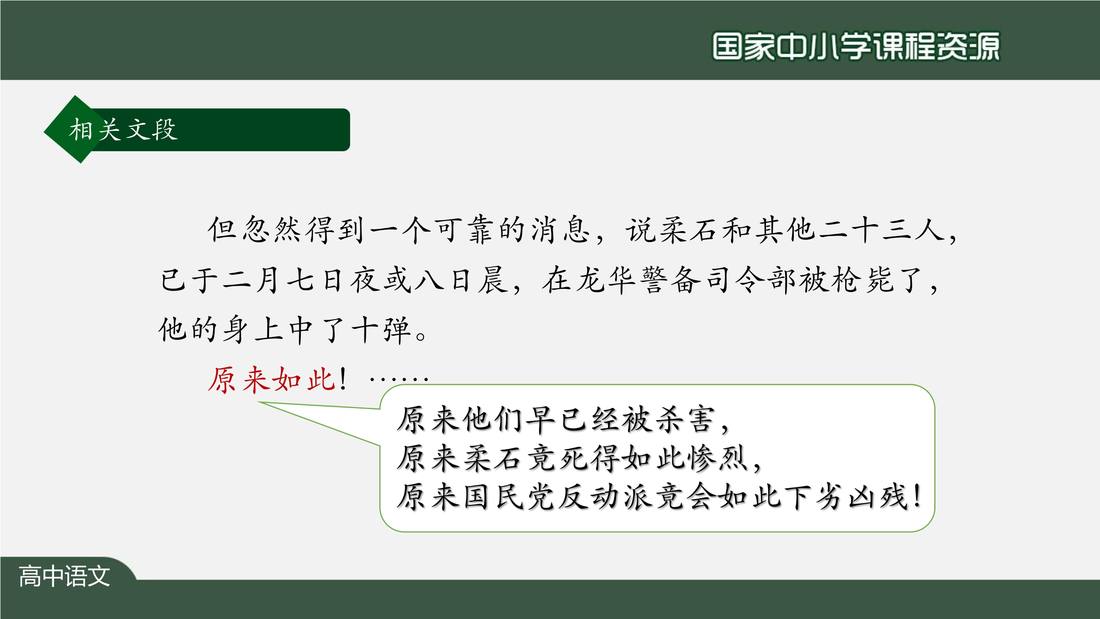 国家中小学课程资源
相关文段
但忽然得到一个可靠的消息，说柔石和其他二十三人，
已于二月七日夜或八日晨，在龙华警备司令部被枪毙了，
他的身上中了十弹。
原来如此！……
原来他们早已经被杀害，
原来柔石竟死得如此惨烈，
原来国民党反动派竟会如此下劣凶残！
高中语文